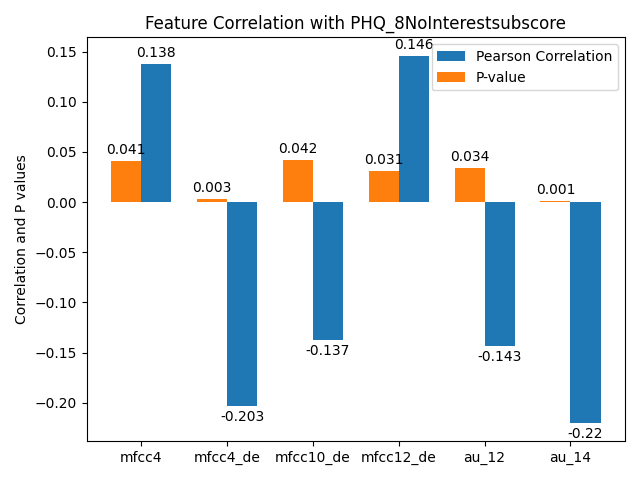 Feature Correlation with PHQ_8NoInterestsubscore
Pearson Correlation
P-value
Correlation and P values
0.15
0.10
0.05
0.00
−0.05
−0.10
−0.15
−0.20
0.041
0.138
0.003
-0.203
0.042
-0.137
0.031
0.146
0.034
-0.143
0.001
-0.22
mfcc4
mfcc4_de
mfcc10_de
mfcc12_de
au_12
au_14